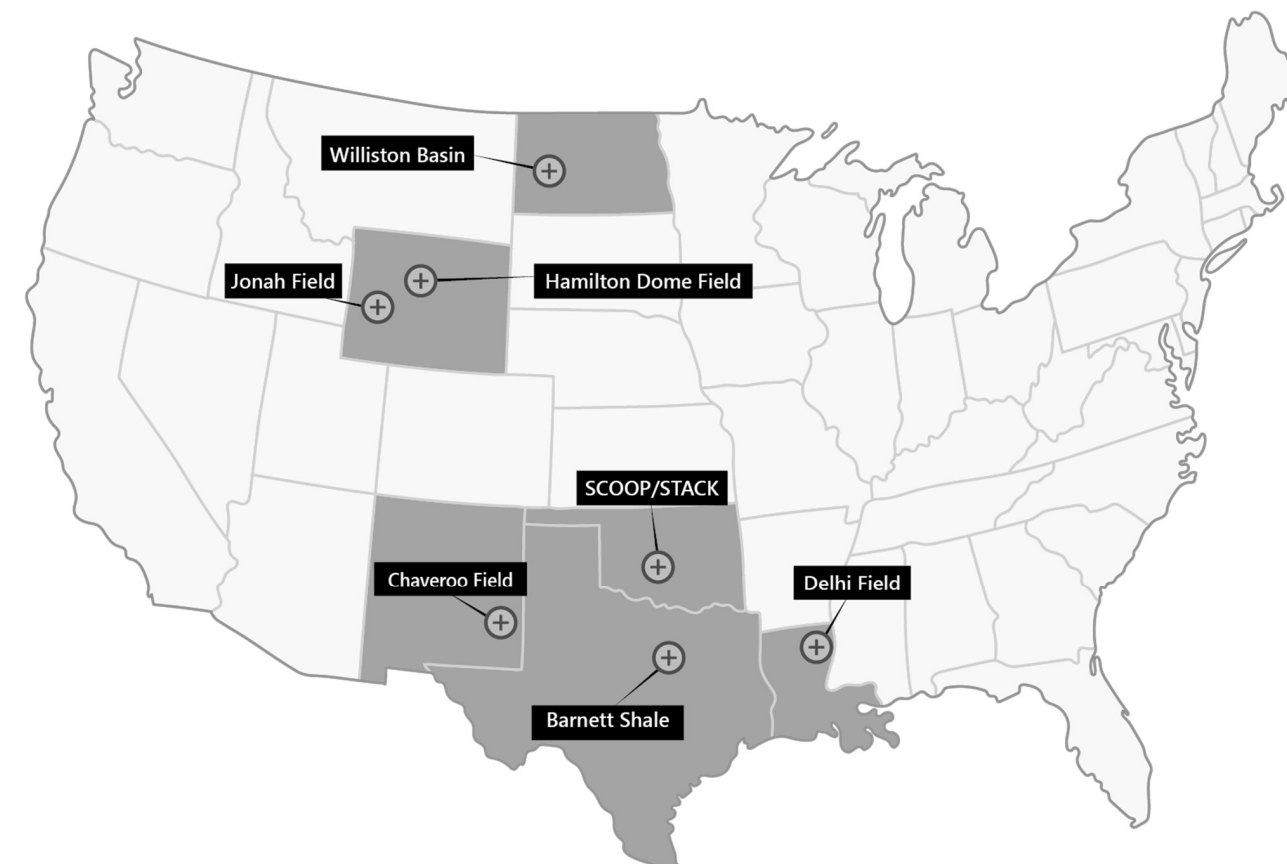 Williston Basin
Jonah Field
Hamilton Dome Field
SCOOP/STACK
Chaveroo Field
Delhi Field
Barnett Shale